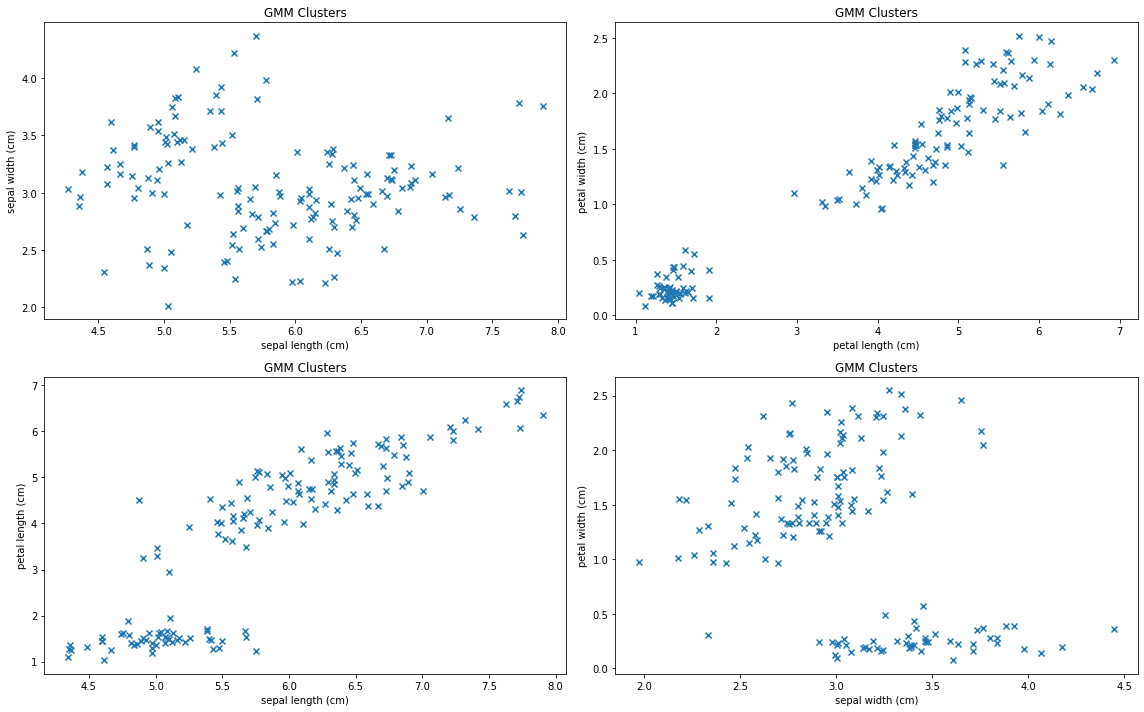 GMM Clusters
4.0
3.5
3.0
2.5
2.0
sepal width (cm)
4.5 5.0 5.5 6.0 6.5 7.0 7.5 8.0
sepal length (cm)
GMM Clusters
2.5
2.0
1.5
1.0
0.5
0.0
petal width (cm)
1 2 3 4 5 6 7
petal length (cm)
GMM Clusters
7
6
5
4
3
2
1
petal length (cm)
4.5 5.0 5.5 6.0 6.5 7.0 7.5 8.0
sepal length (cm)
GMM Clusters
2.5
2.0
1.5
1.0
0.5
0.0
petal width (cm)
2.0 2.5 3.0 3.5 4.0 4.5
sepal width (cm)